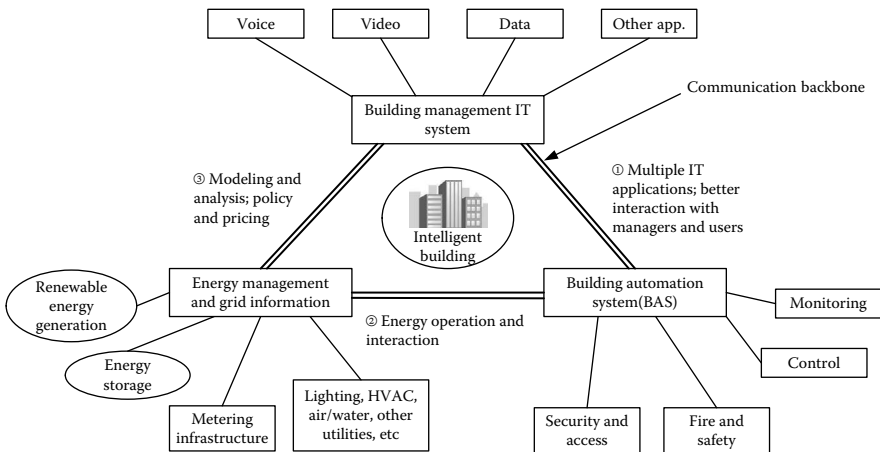 Voice
Video
Data
Other app.
Building management IT
system
Communication backbone
③ Modeling and
analysis; policy
and pricing
① Multiple IT
applications; better
interaction with
managers and users
Intelligent
building
Renewable
energy
generation
Energy management
and grid information
Building automation
system(BAS)
Monitoring
② Energy operation and
interaction
Energy
storage
Control
Metering
infrastructure
Lighting, HVAC,
air/water, other
utilities, etc
Security and
access
Fire and
safety